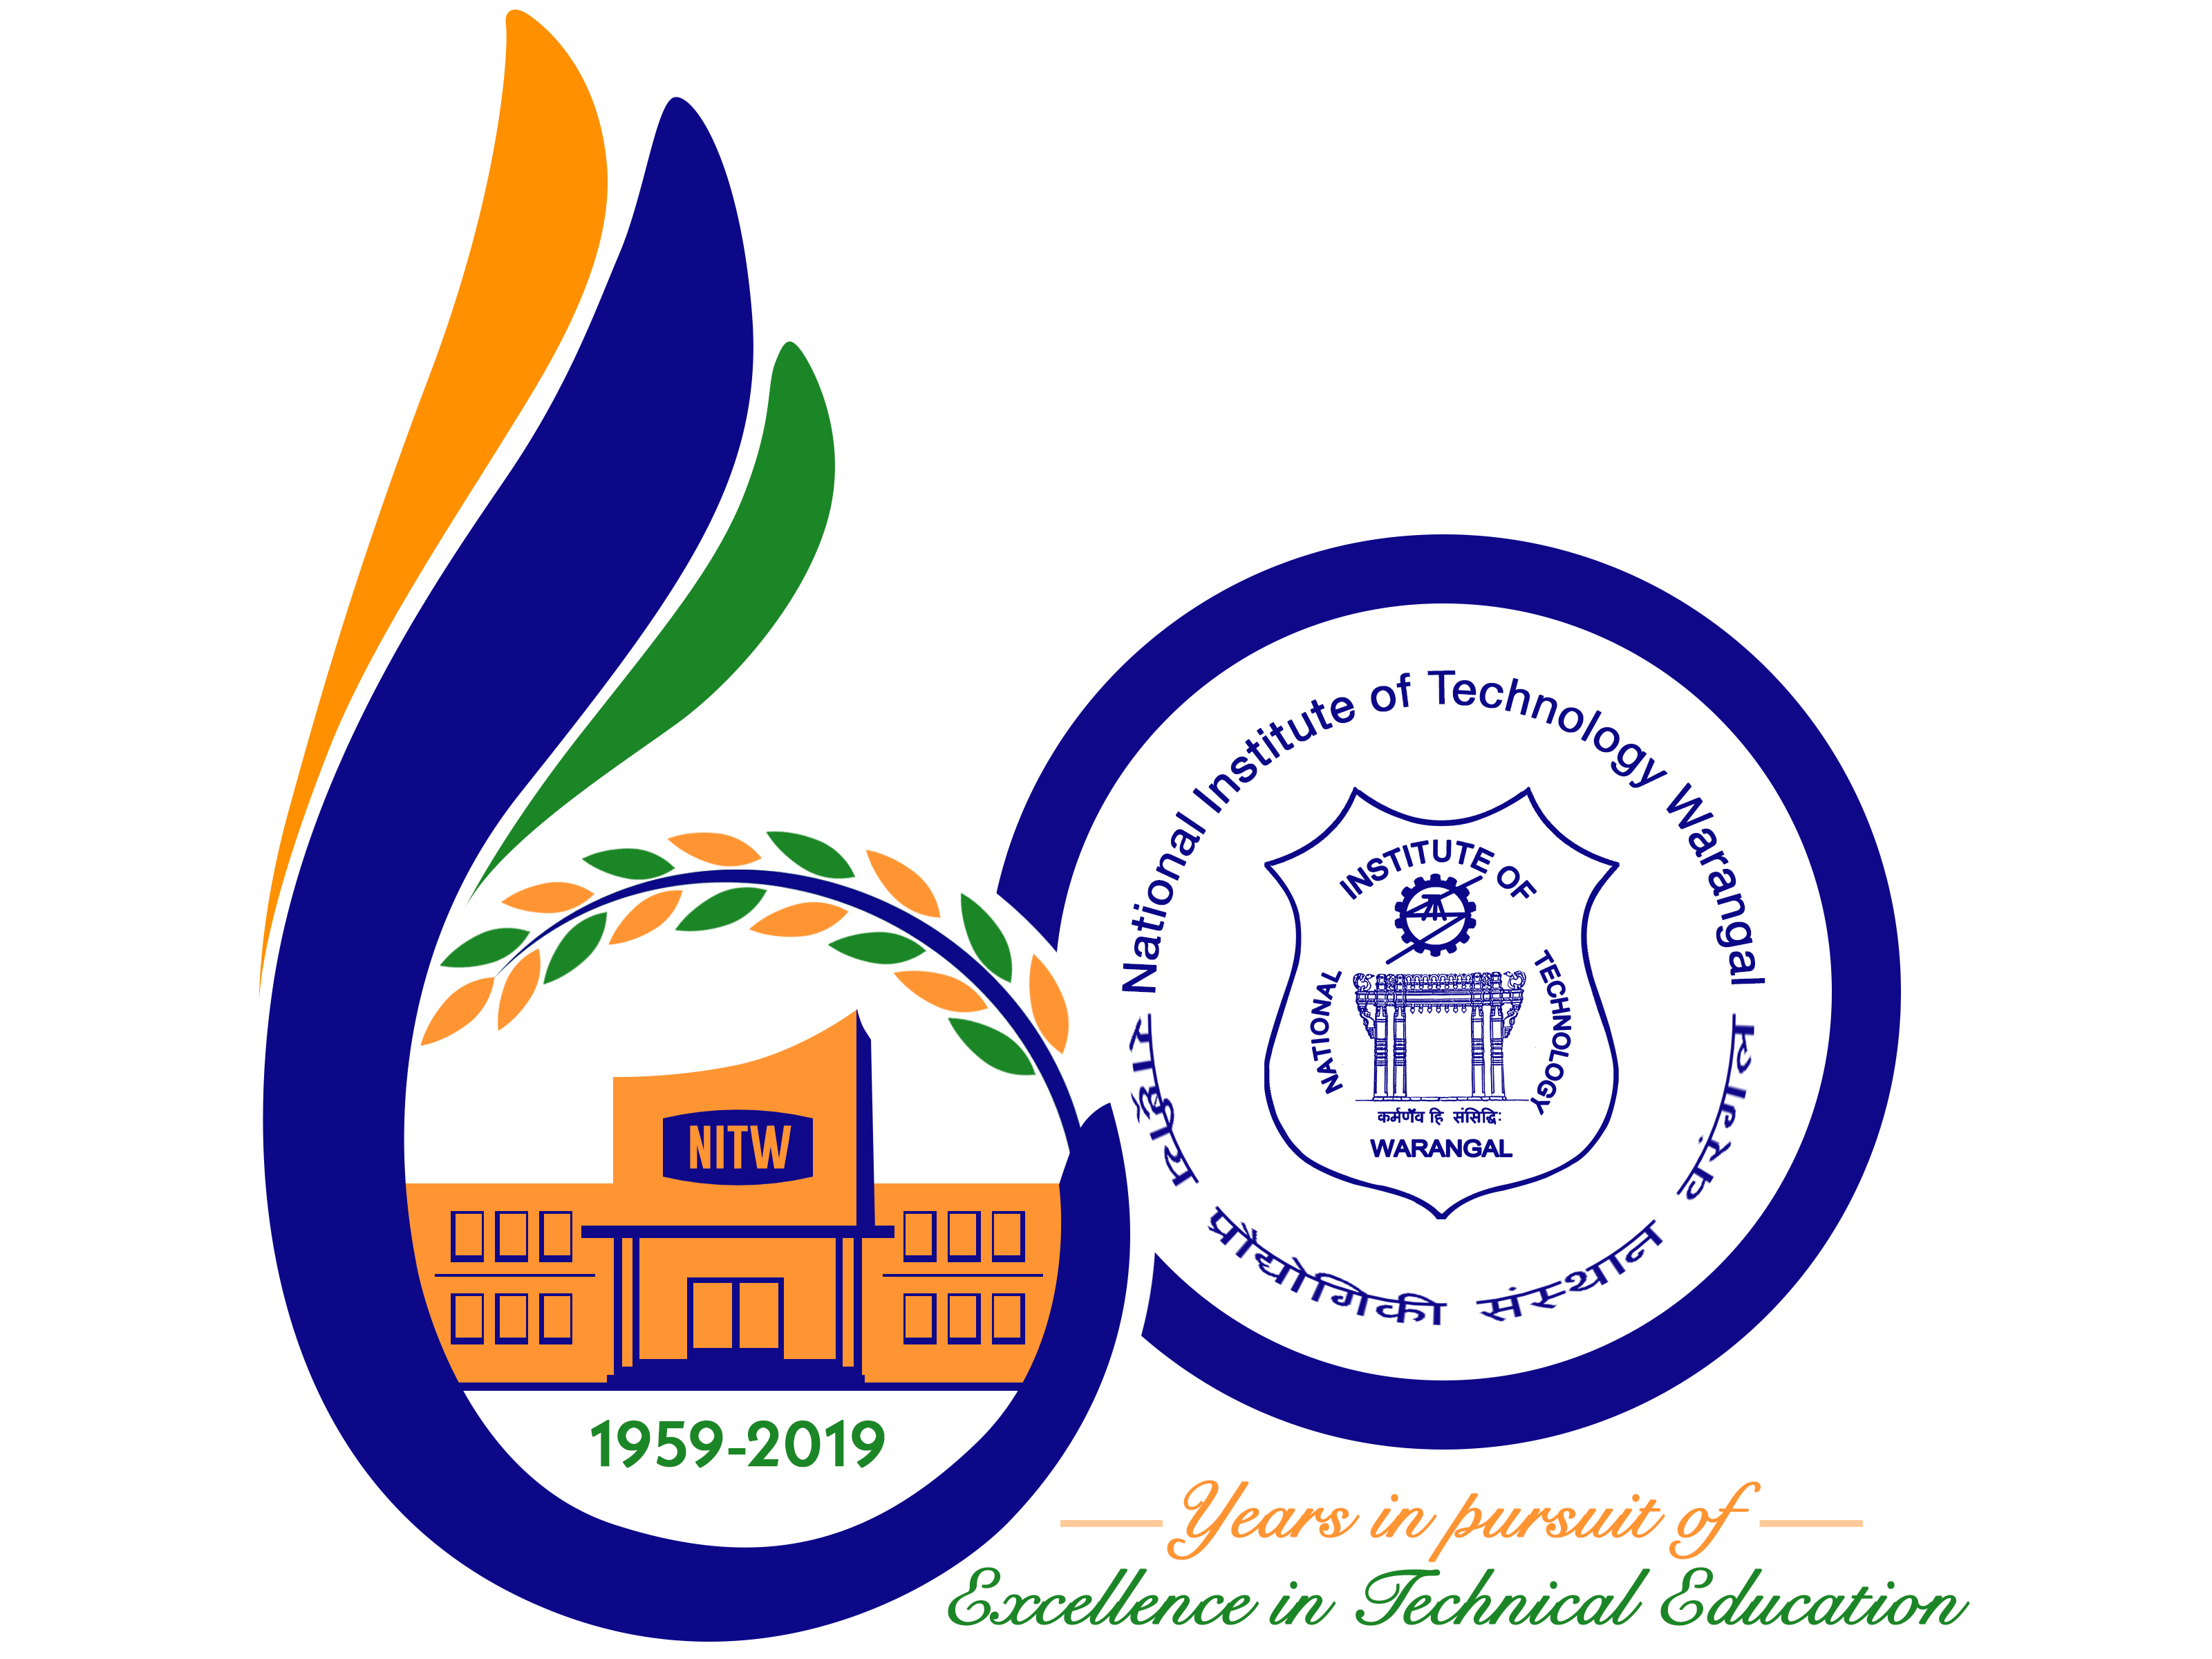 National Institute of Technology Warangal
INSTITUTE OF
NATIONAL
TECHNOLOGY
कर्मणैव हि संसिद्धिः
WARANGAL
राष्ट्रीय प्रौद्योगिकी संस्थान वरंगल
NITW
1959-2019
Years in pursuit of
Excellence in Technical Education